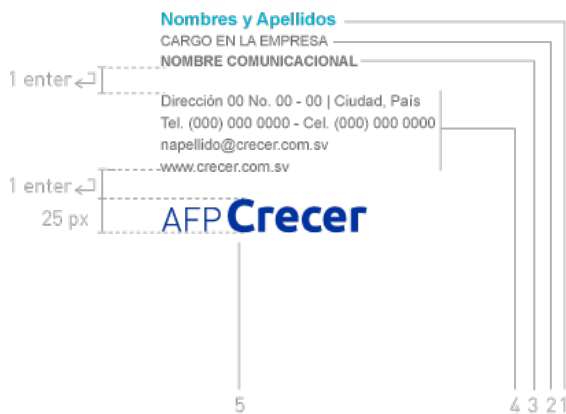 Nombres y Apellidos
CARGO EN LA EMPRESA
NOMBRE COMUNICACIONAL
1 enter
Dirección 00 No. 00 - 00 | Ciudad, País
Tel. (000) 000 0000 - Cel. (000) 000 0000
napellido@crecer.com.sv
www.crecer.com.sv
1 enter
25 px
AFP Crecer
5 4 3 2 1